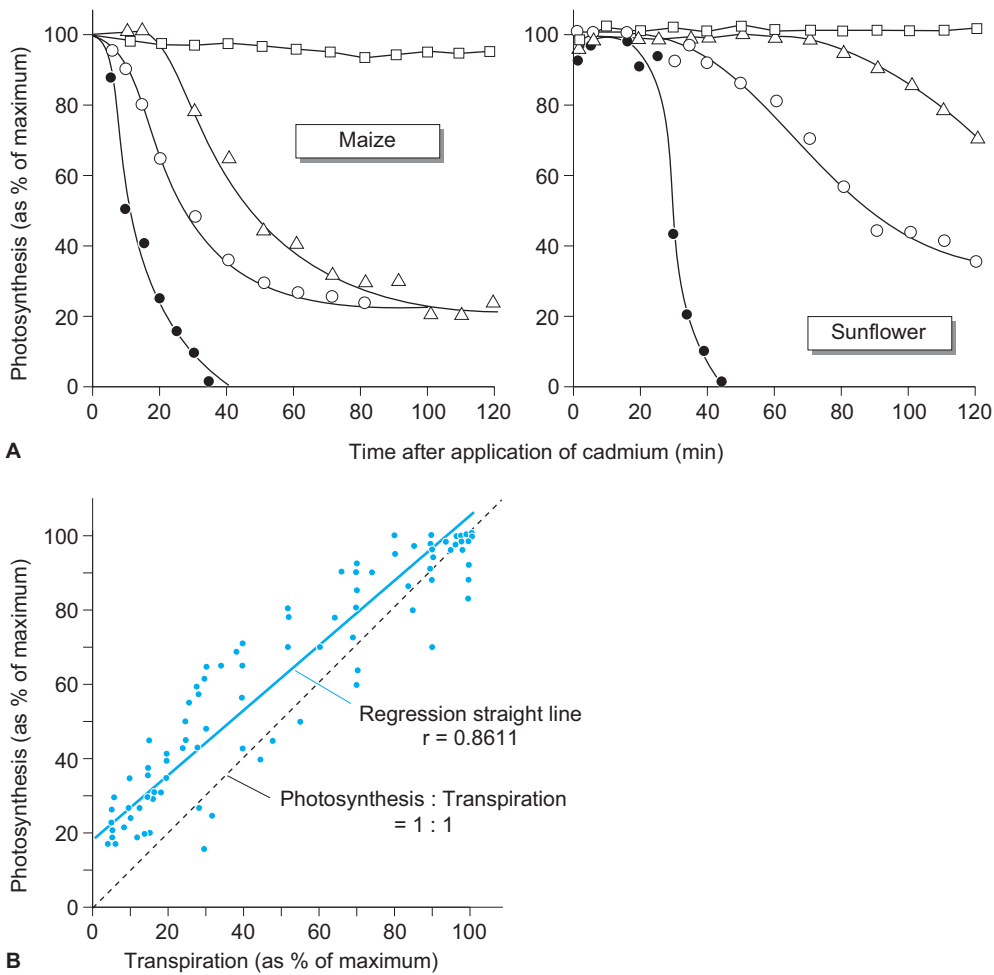 Photosynthesis (as % of maximum)
100
80
60
40
20
0
Maize
0 20 40 60 80 100 120
100
80
60
40
20
0
Sunflower
0 20 40 60 80 100 120
A
Time after application of cadmium (min)
Photosynthesis (as % of maximum)
100
80
60
40
20
0
Regression straight line
r = 0.8611
Photosynthesis : Transpiration
= 1 : 1
0 20 40 60 80 100
B
Transpiration (as % of maximum)